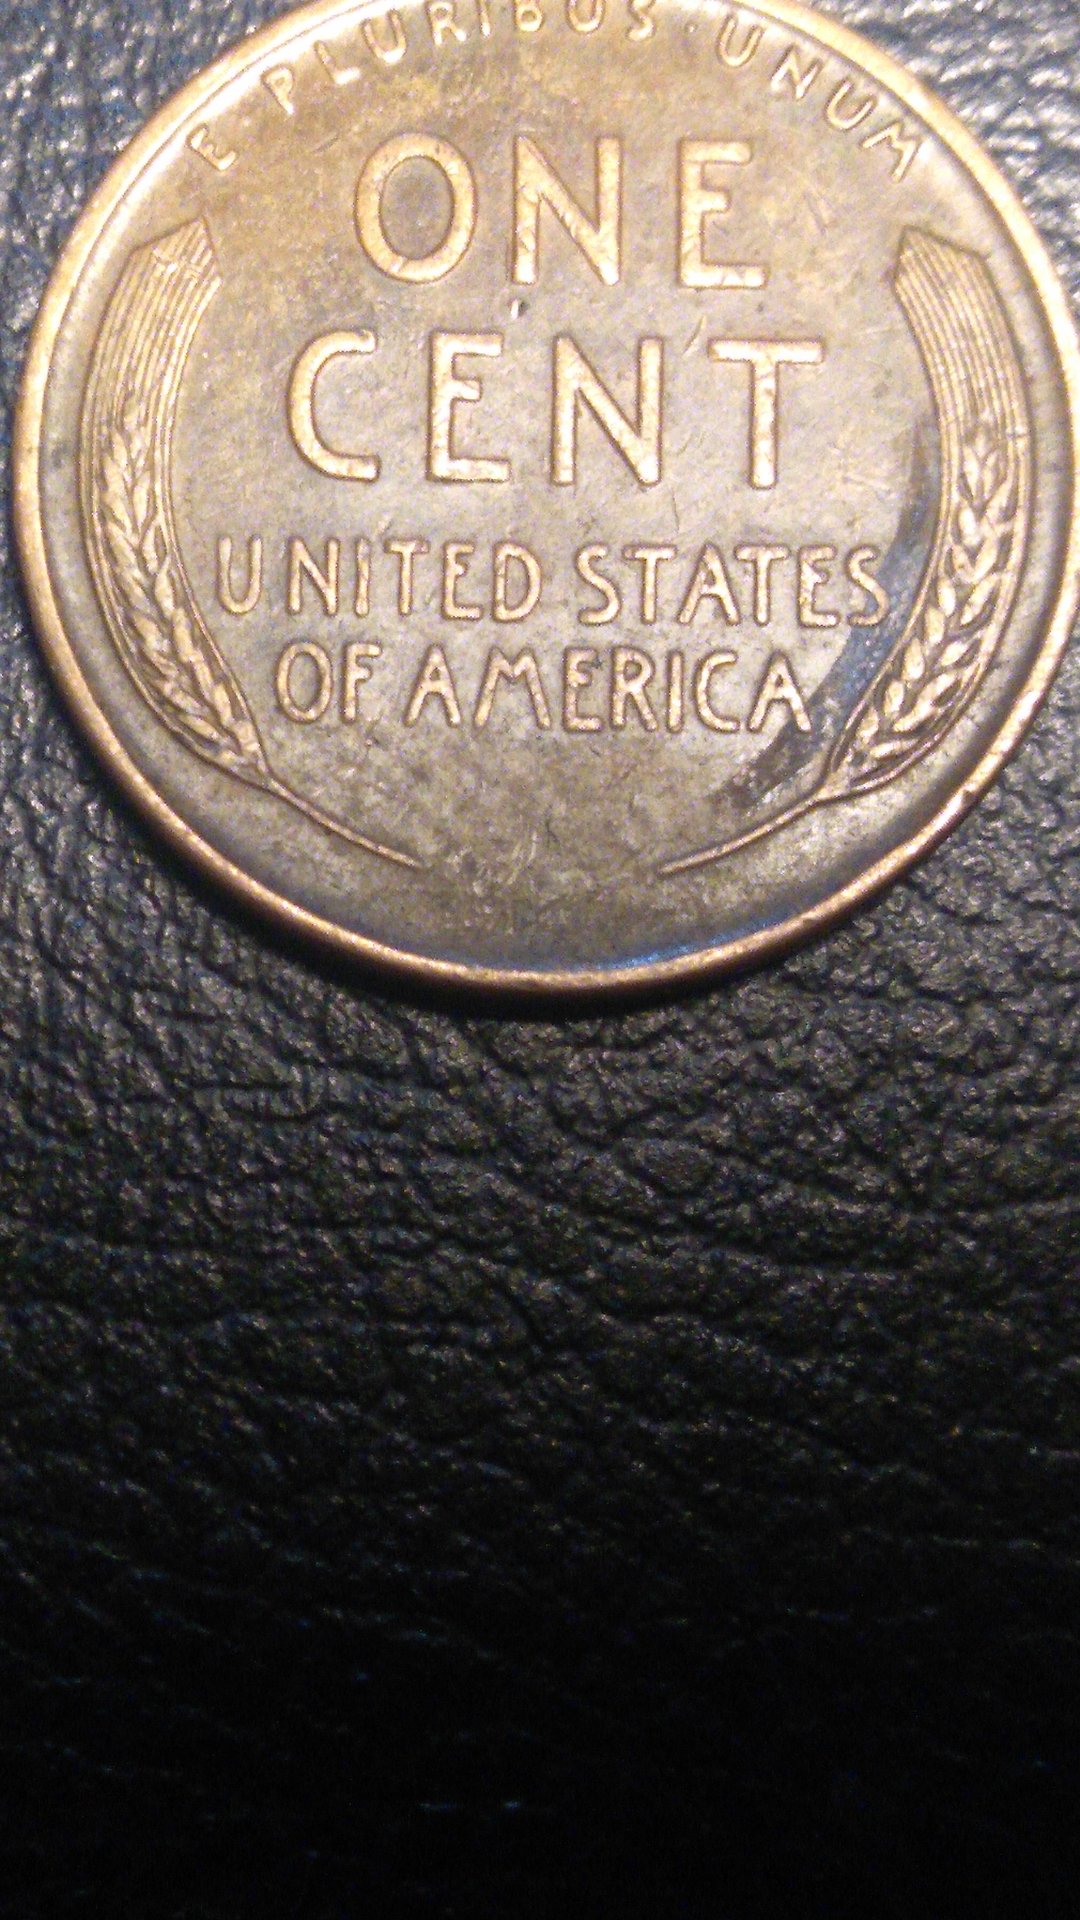 E PLURIBUS · UNUM
ONE
CENT
UNITED STATES
OF AMERICA